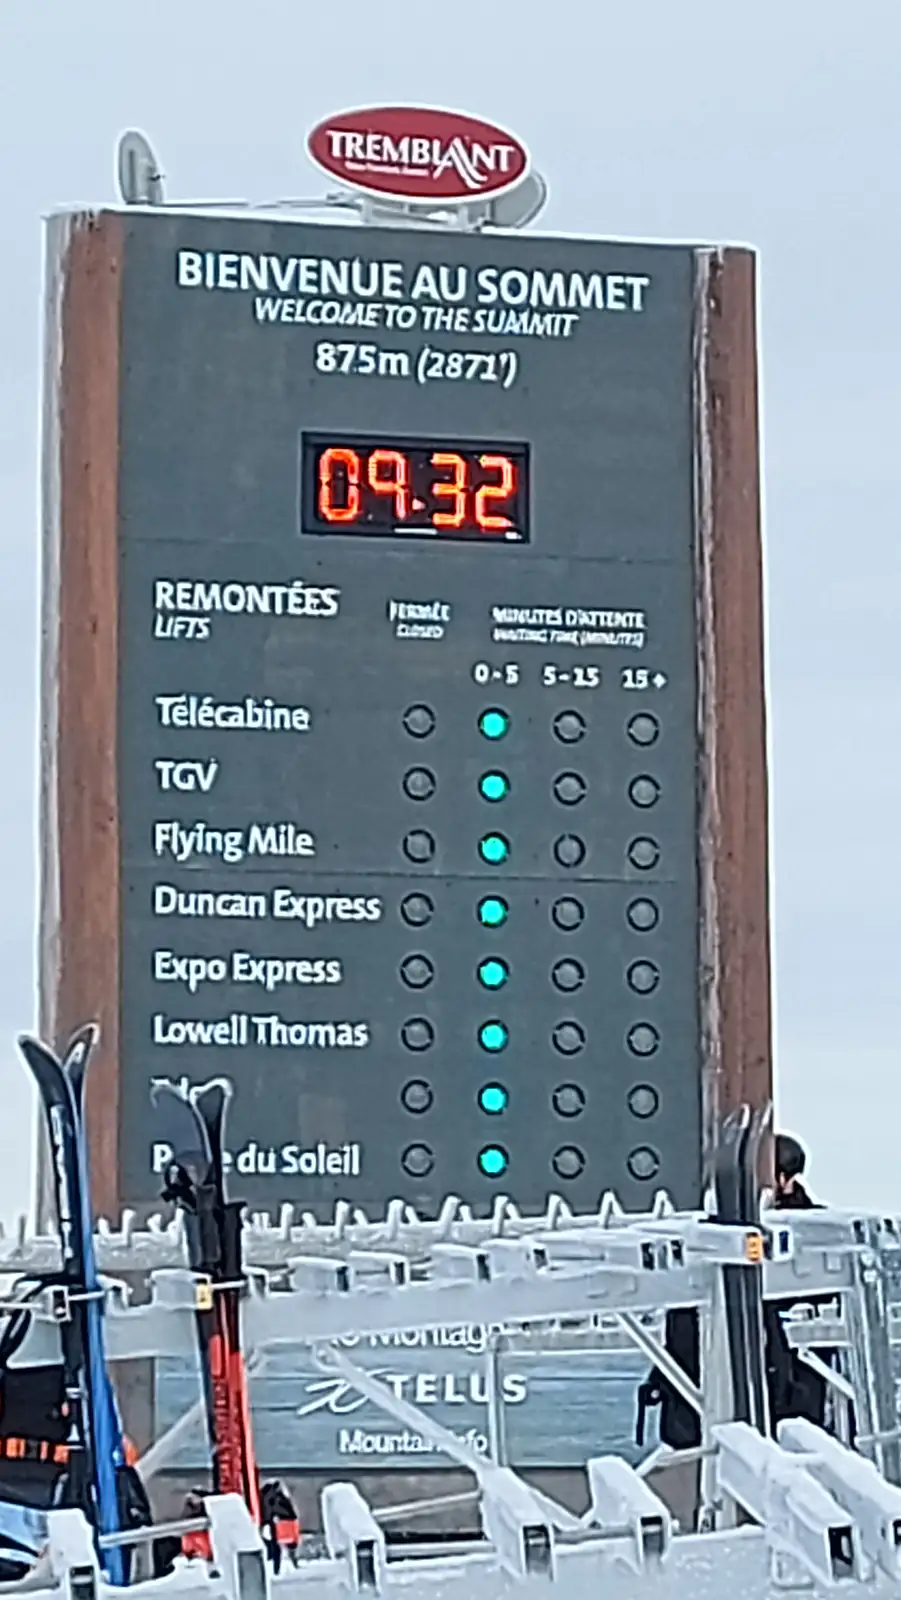 TREMBLANT
BIENVENUE AU SOMMET
WELCOME TO THE SUMMIT
875m (2871')
09:32
REMONTÉES
LIFTS
FERMÉE
CLOSED
MINUTES D'ATTENTE
WAITING TIME (MINUTES)
0-5 5-15 15+
Télécabine
TGV
Flying Mile
Duncan Express
Expo Express
Lowell Thomas
du Soleil
TELUS